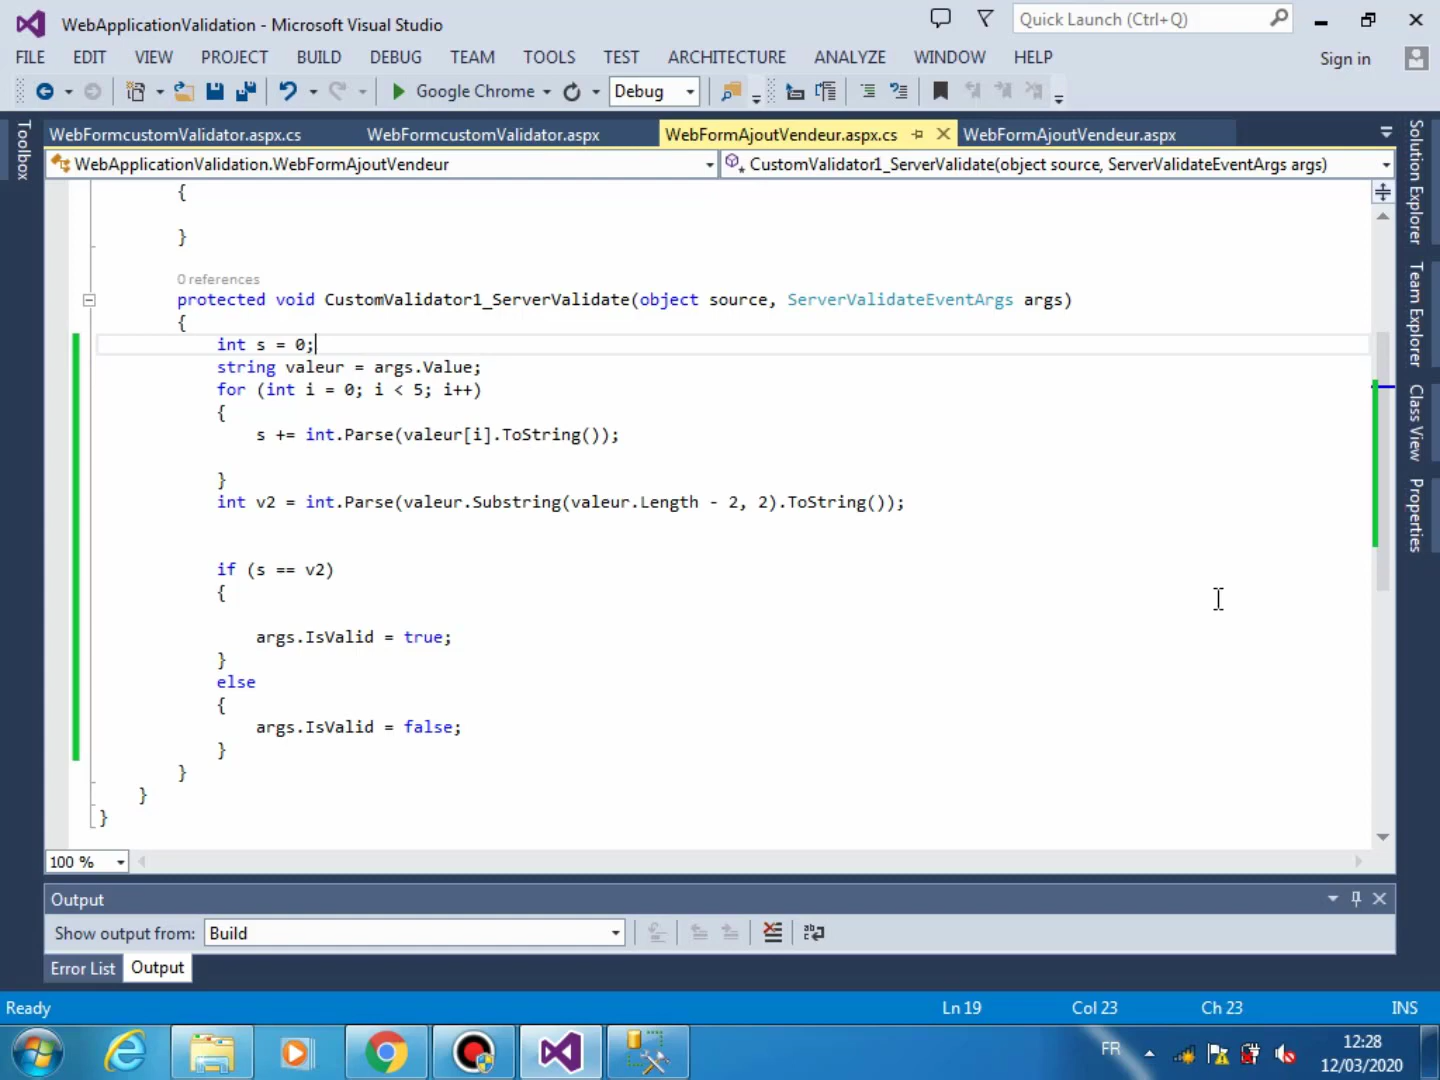 WebApplicationValidation - Microsoft Visual Studio
Quick Launch (Ctrl+Q)
FILE EDIT VIEW PROJECT BUILD DEBUG TEAM TOOLS TEST ARCHITECTURE ANALYZE WINDOW HELP
Sign in
Google Chrome
Debug
Toolbox
WebFormcustomValidator.aspx.cs WebFormcustomValidator.aspx WebFormAjoutVendeur.aspx.cs WebFormAjoutVendeur.aspx
WebApplicationValidation.WebFormAjoutVendeur
CustomValidator1_ServerValidate(object source, ServerValidateEventArgs args)
{
}
0 references
protected void CustomValidator1_ServerValidate(object source, ServerValidateEventArgs args)
{
int s = 0;
string valeur = args.Value;
for (int i = 0; i < 5; i++)
{
s += int.Parse(valeur[i].ToString());
}
int v2 = int.Parse(valeur.Substring(valeur.Length - 2, 2).ToString());
if (s == v2)
{
args.IsValid = true;
}
else
{
args.IsValid = false;
}
}
}
}
100 %
Solution Explorer
Team Explorer
Class View
Properties
Output
Show output from: Build
Error List Output
Ready Ln 19 Col 23 Ch 23 INS
FR
12:28
12/03/2020